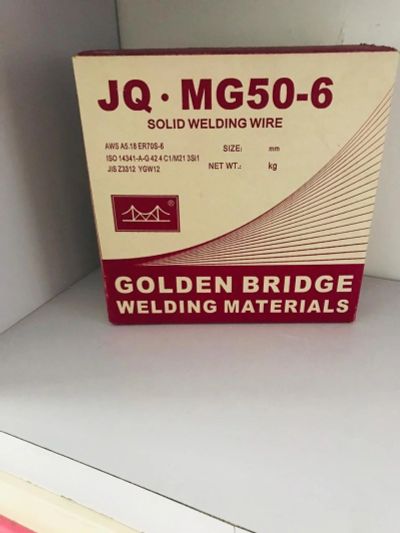 JQ · MG50-6
SOLID WELDING WIRE
AWS A5.18 ER70S-6
ISO 14341-A-G 42 4 C1/M21 3Si1
JIS Z3312 YGW12
SIZE: mm
NET WT.: kg
®
GOLDEN BRIDGE
WELDING MATERIALS